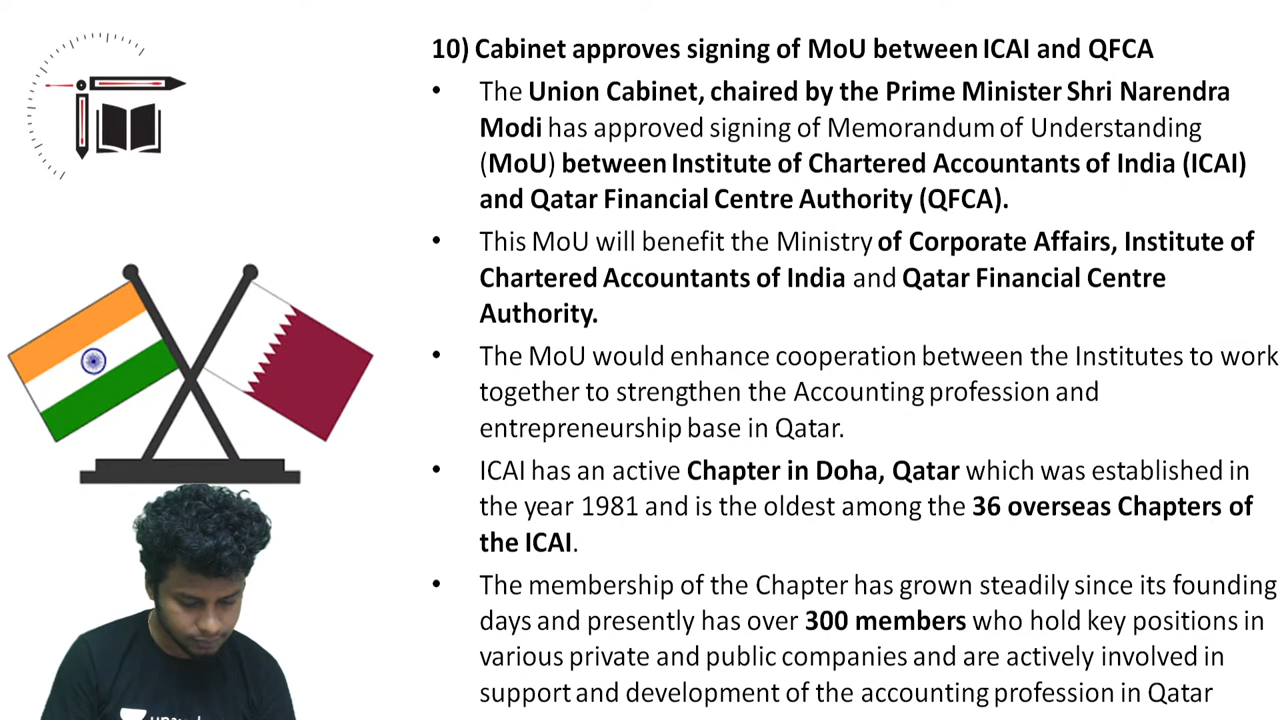 10) Cabinet approves signing of MoU between ICAI and QFCA
• The Union Cabinet, chaired by the Prime Minister Shri Narendra
Modi has approved signing of Memorandum of Understanding
(MoU) between Institute of Chartered Accountants of India (ICAI)
and Qatar Financial Centre Authority (QFCA).
• This MoU will benefit the Ministry of Corporate Affairs, Institute of
Chartered Accountants of India and Qatar Financial Centre
Authority.
• The MoU would enhance cooperation between the Institutes to work
together to strengthen the Accounting profession and
entrepreneurship base in Qatar.
• ICAI has an active Chapter in Doha, Qatar which was established in
the year 1981 and is the oldest among the 36 overseas Chapters of
the ICAI.
• The membership of the Chapter has grown steadily since its founding
days and presently has over 300 members who hold key positions in
various private and public companies and are actively involved in
support and development of the accounting profession in Qatar